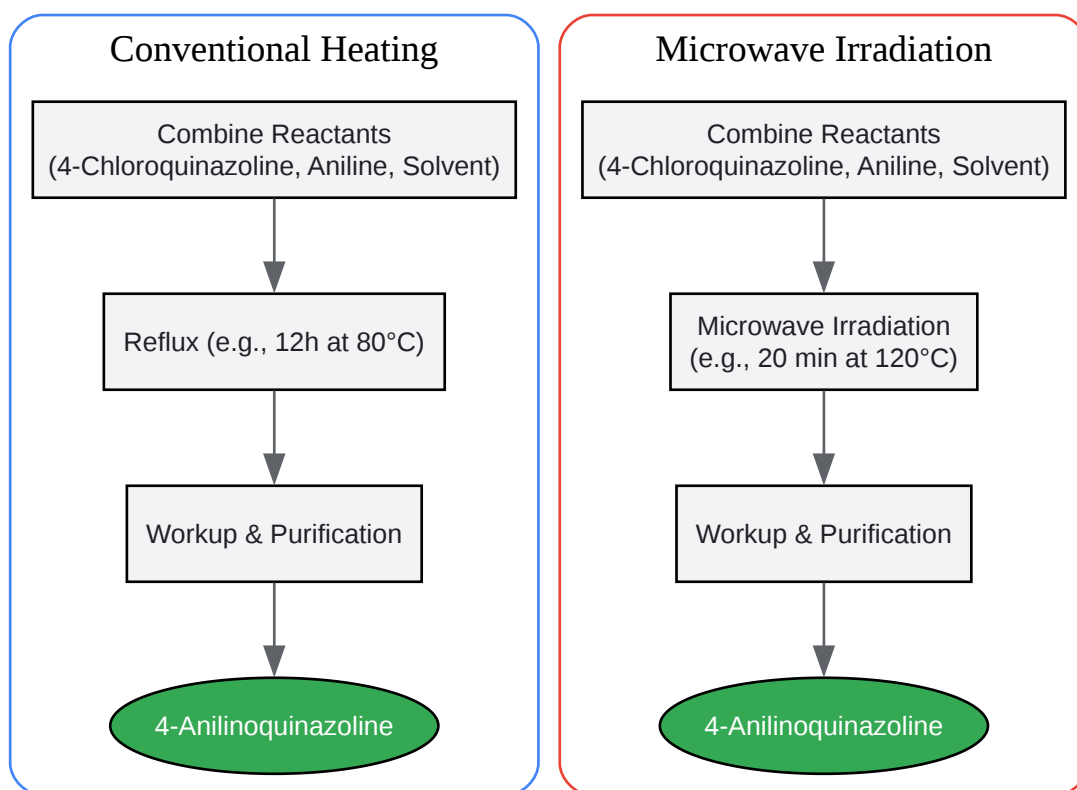 Conventional Heating
Combine Reactants
(4-Chloroquinazoline, Aniline, Solvent)
Reflux (e.g., 12h at 80°C)
Workup & Purification
4-Anilinoquinazoline
Microwave Irradiation
Combine Reactants
(4-Chloroquinazoline, Aniline, Solvent)
Microwave Irradiation
(e.g., 20 min at 120°C)
Workup & Purification
4-Anilinoquinazoline